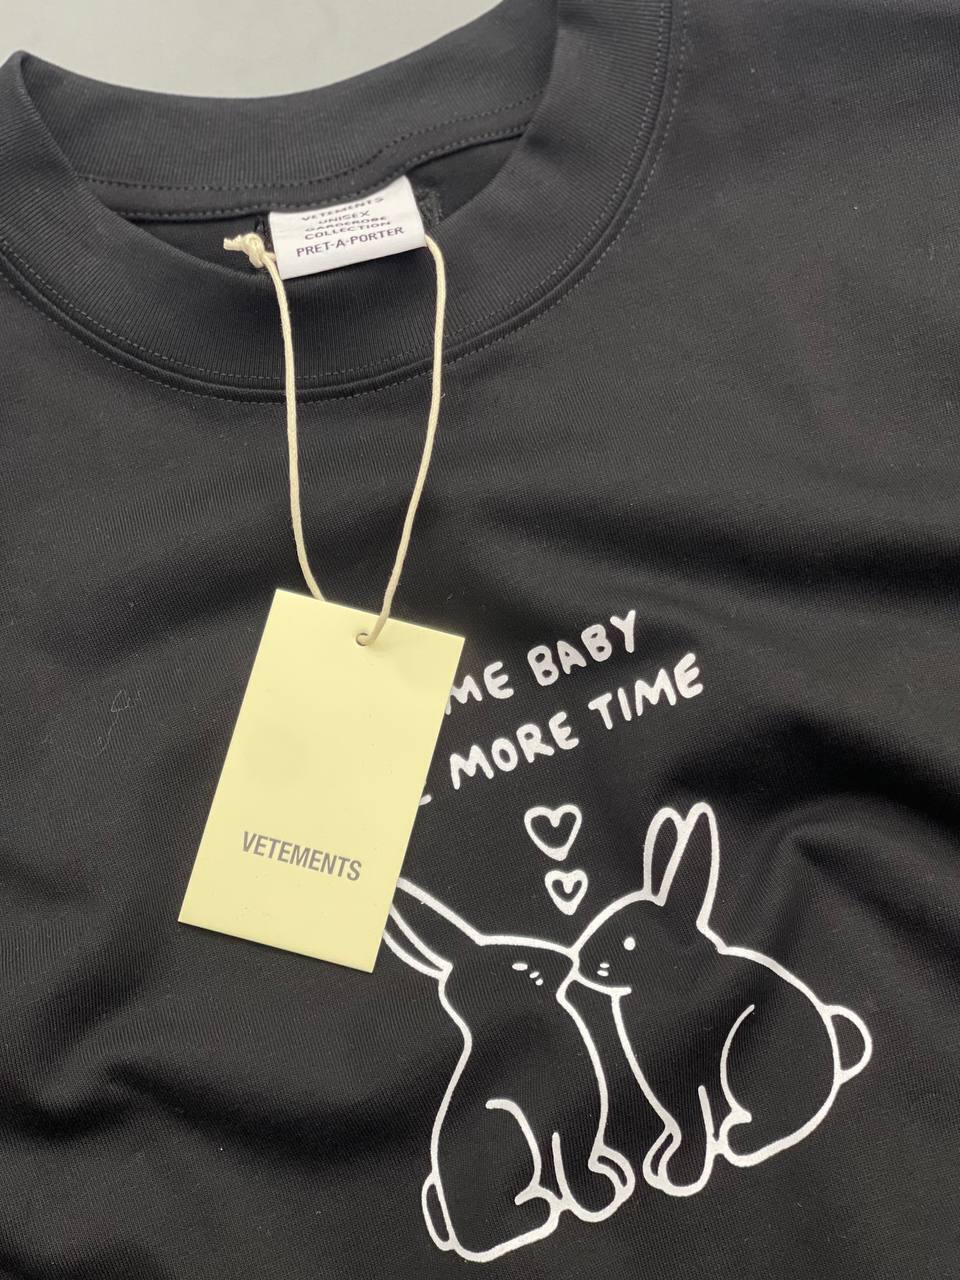 VETEMENTS
UNISEX
GARDEROBE
COLLECTION
PRET-A-PORTER
ME BABY
MORE TIME
VETEMENTS